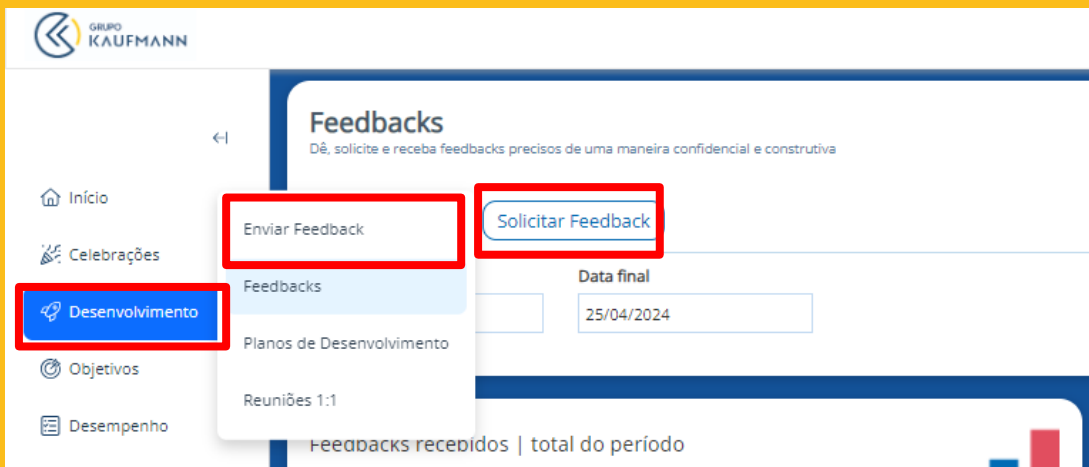 GRUPO
KAUFMANN
Feedbacks
Dê, solicite e receba feedbacks precisos de uma maneira confidencial e construtiva
Início
Celebrações
Desenvolvimento
Objetivos
Desempenho
Enviar Feedback
Feedbacks
Planos de Desenvolvimento
Reuniões 1:1
Solicitar Feedback
Data final
25/04/2024
Feedbacks recebidos | total do período